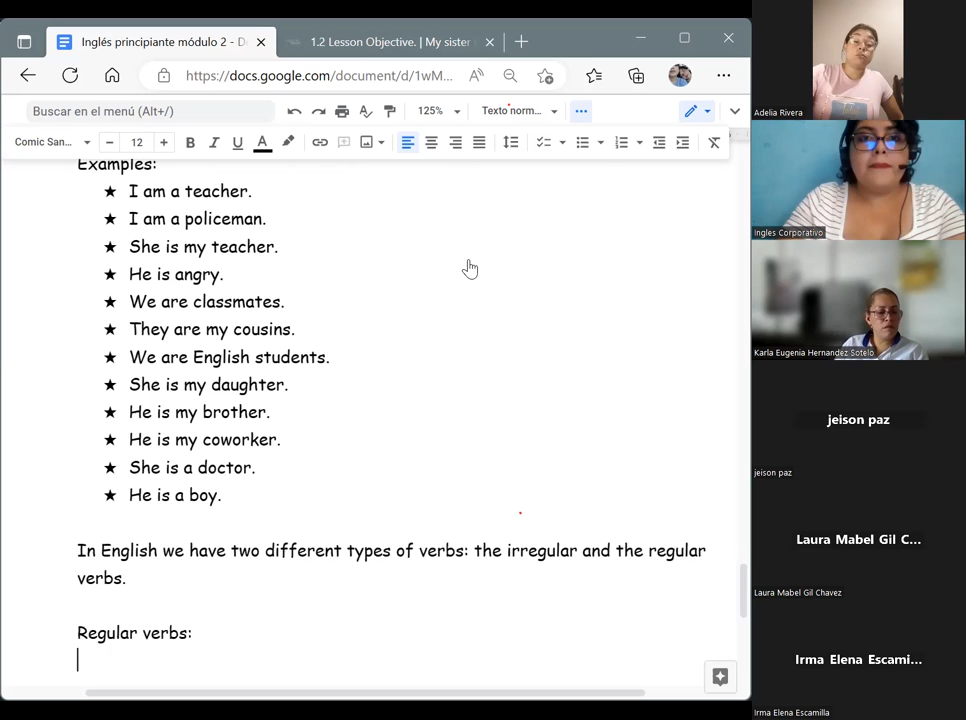 Inglés principiante módulo 2 - D
1.2 Lesson Objective. | My sister
https://docs.google.com/document/d/1wM...
Buscar en el menú (Alt+/)
125%
Texto norm...
Comic San...
12
Examples:
★ I am a teacher.
★ I am a policeman.
★ She is my teacher.
★ He is angry.
★ We are classmates.
★ They are my cousins.
★ We are English students.
★ She is my daughter.
★ He is my brother.
★ He is my coworker.
★ She is a doctor.
★ He is a boy.
In English we have two different types of verbs: the irregular and the regular
verbs.
Regular verbs:
Adelia Rivera
Ingles Corporativo
Karla Eugenia Hernandez Sotelo
jeison paz
jeison paz
Laura Mabel Gil C...
Laura Mabel Gil Chavez
Irma Elena Escami...
Irma Elena Escamilla